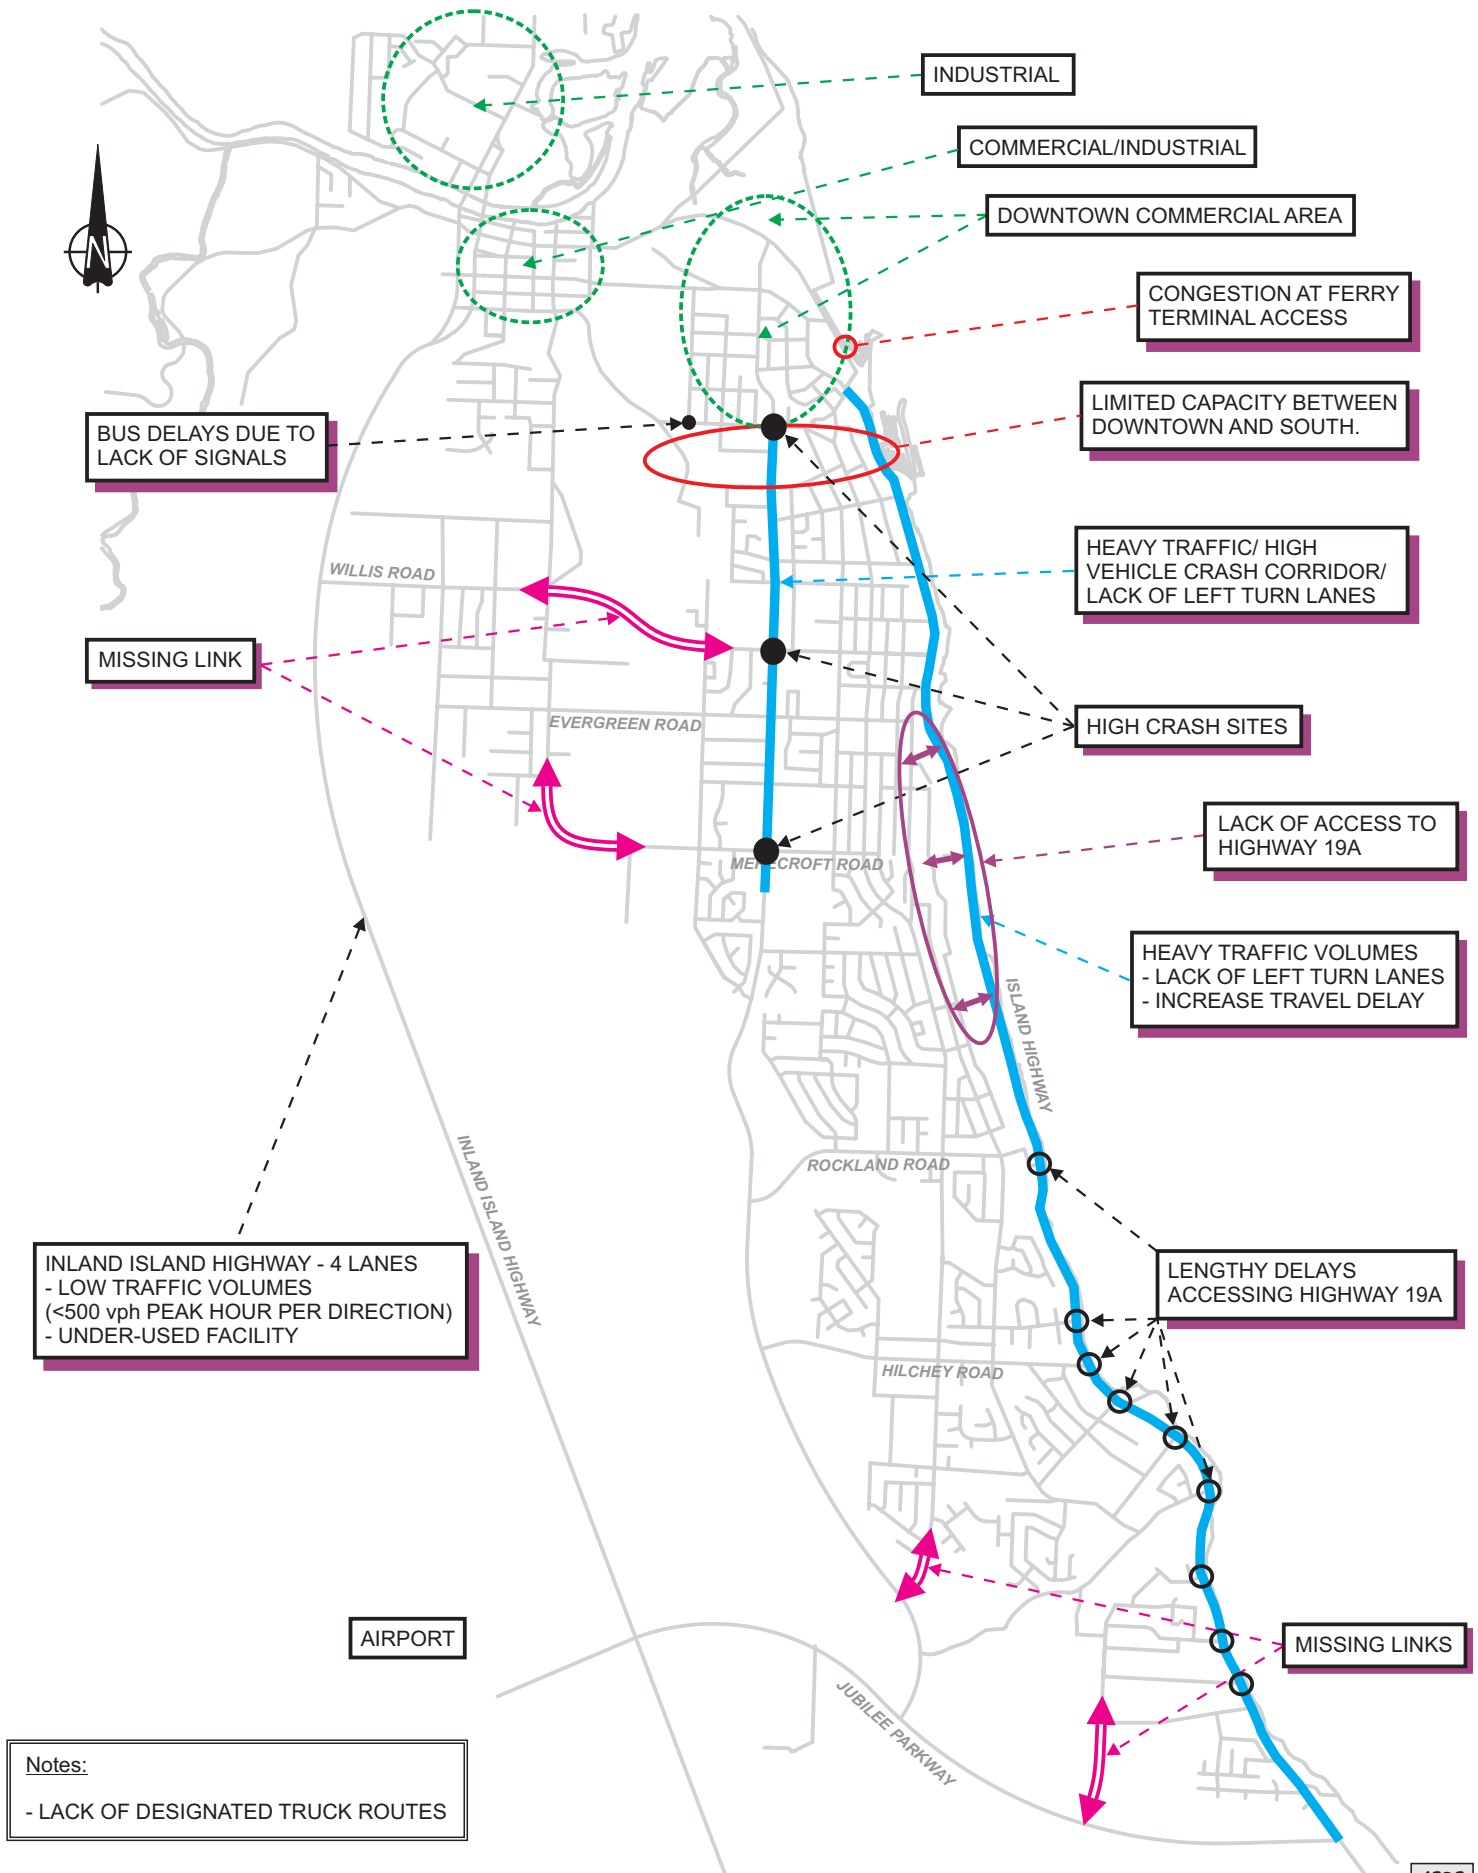 INDUSTRIAL
COMMERCIAL/INDUSTRIAL
DOWNTOWN COMMERCIAL AREA
CONGESTION AT FERRY
TERMINAL ACCESS
LIMITED CAPACITY BETWEEN
DOWNTOWN AND SOUTH.
BUS DELAYS DUE TO
LACK OF SIGNALS
HEAVY TRAFFIC/ HIGH
VEHICLE CRASH CORRIDOR/
LACK OF LEFT TURN LANES
WILLIS ROAD
MISSING LINK
EVERGREEN ROAD
HIGH CRASH SITES
LACK OF ACCESS TO
HIGHWAY 19A
MERECROFT ROAD
HEAVY TRAFFIC VOLUMES
- LACK OF LEFT TURN LANES
- INCREASE TRAVEL DELAY
ISLAND HIGHWAY
INLAND ISLAND HIGHWAY
ROCKLAND ROAD
INLAND ISLAND HIGHWAY - 4 LANES
- LOW TRAFFIC VOLUMES
(<500 vph PEAK HOUR PER DIRECTION)
- UNDER-USED FACILITY
LENGTHY DELAYS
ACCESSING HIGHWAY 19A
HILCHEY ROAD
AIRPORT
MISSING LINKS
JUBILEE PARKWAY
Notes:
- LACK OF DESIGNATED TRUCK ROUTES
N